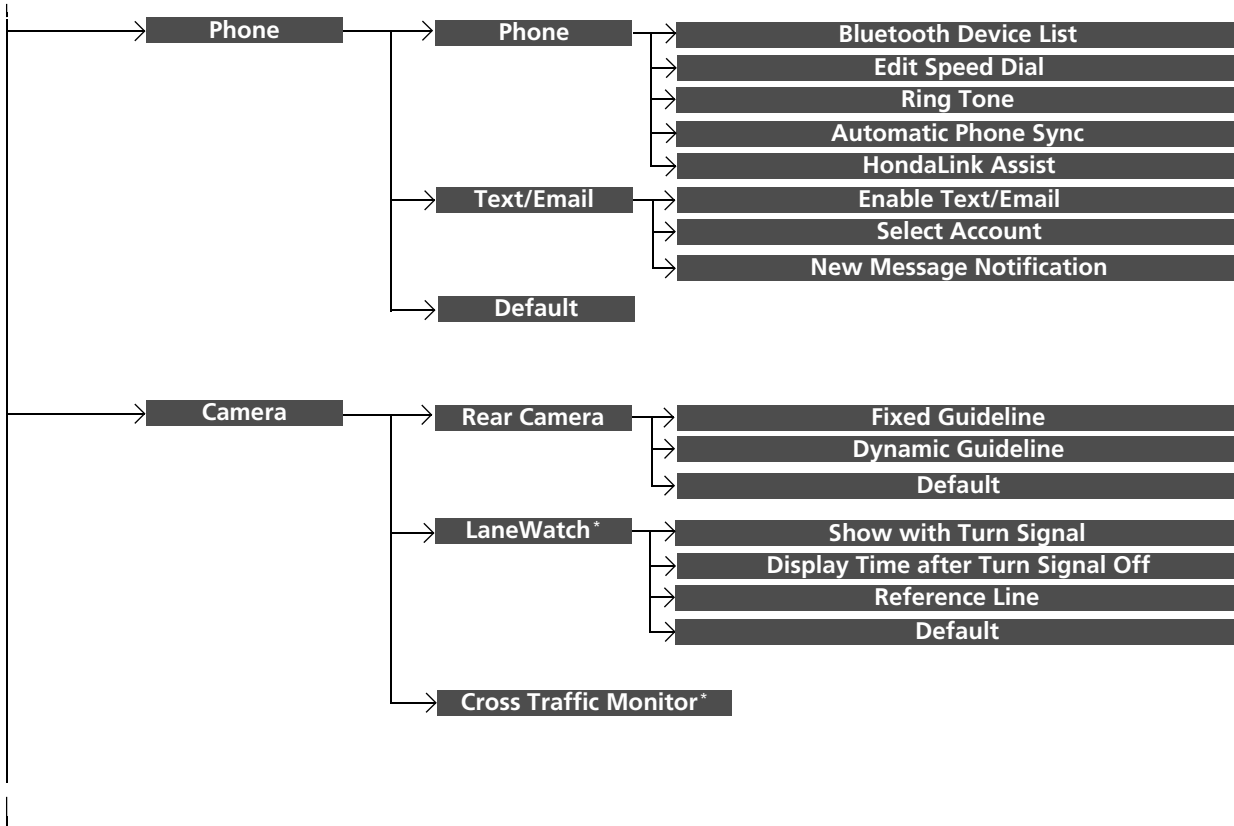 Phone
Phone
Bluetooth Device List
Edit Speed Dial
Ring Tone
Automatic Phone Sync
HondaLink Assist
Text/Email
Enable Text/Email
Select Account
New Message Notification
Default
Camera
Rear Camera
Fixed Guideline
Dynamic Guideline
Default
LaneWatch*
Show with Turn Signal
Display Time after Turn Signal Off
Reference Line
Default
Cross Traffic Monitor*